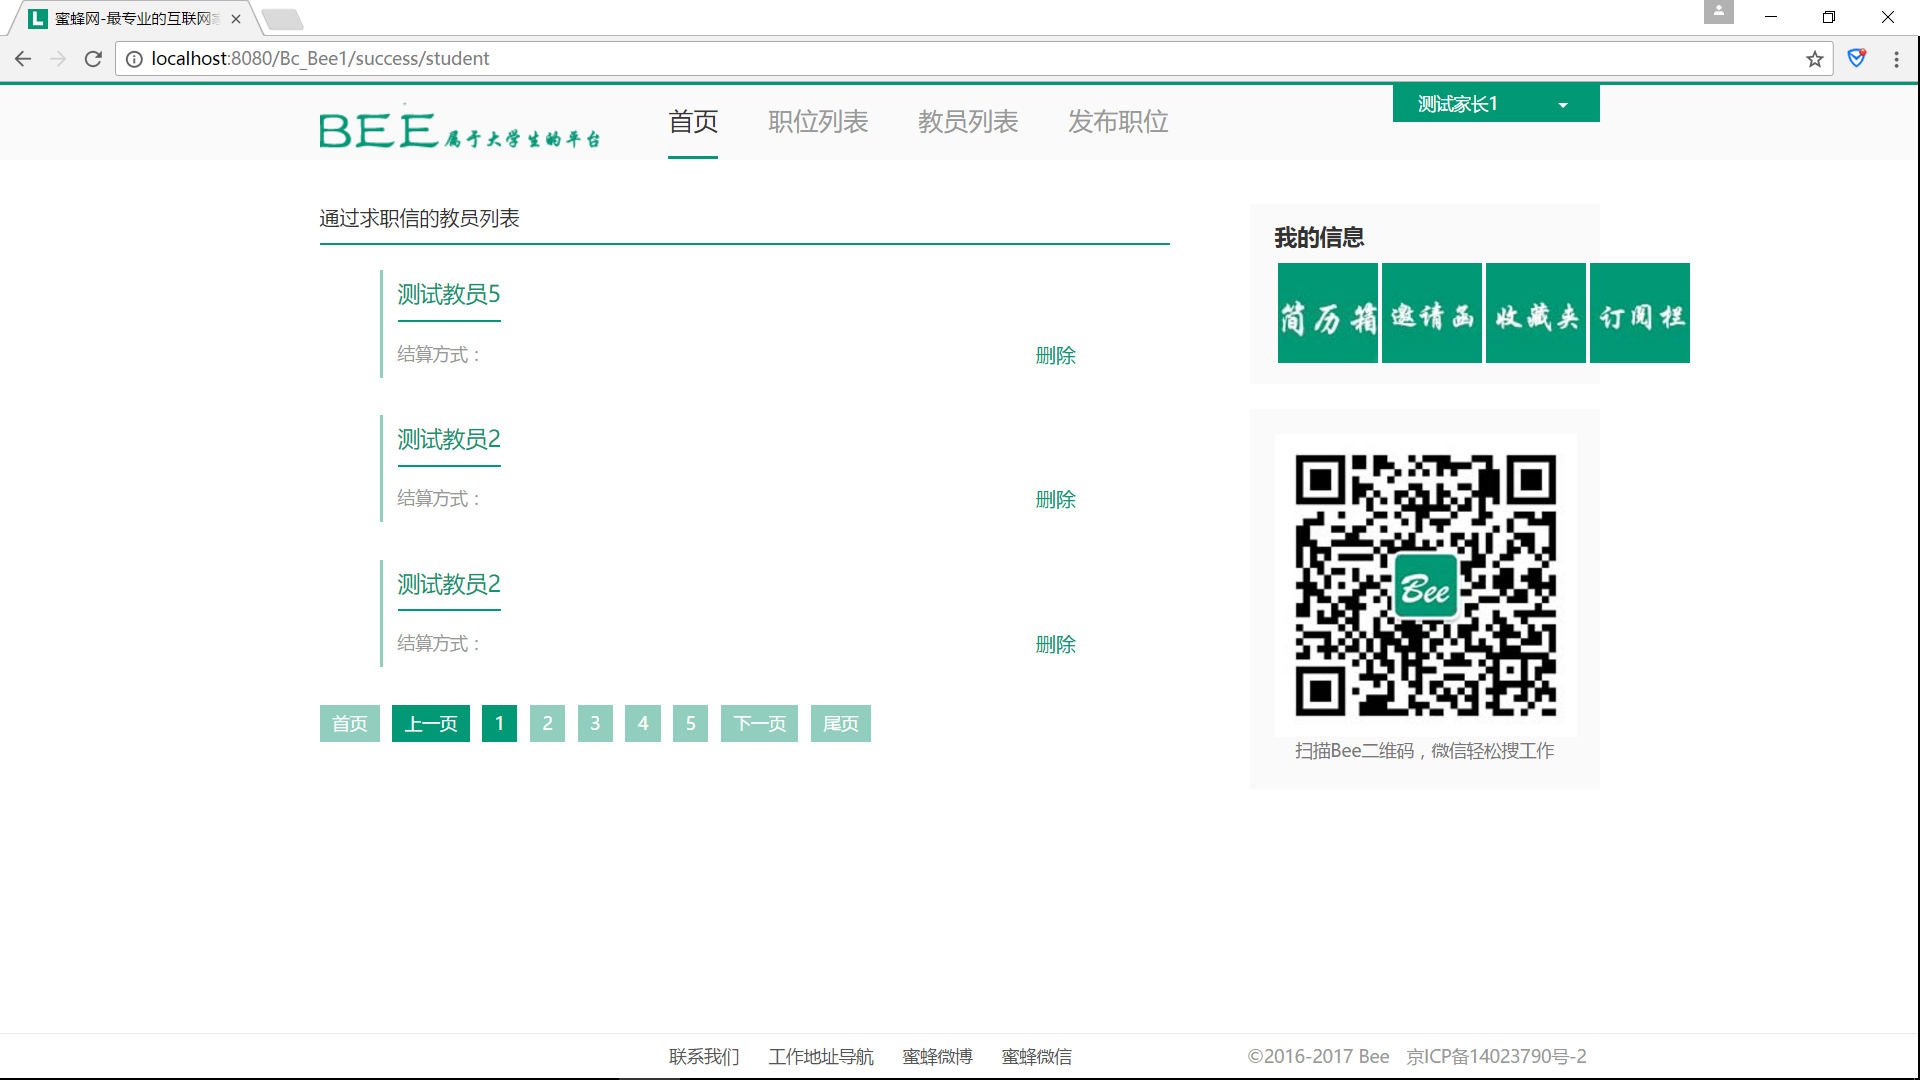 蜜蜂网-最专业的互联网
localhost:8080/Bc_Bee1/success/student
BEE 属于大学生的平台
首页 职位列表 教员列表 发布职位
测试家长1
通过求职信的教员列表
测试教员5
结算方式：
删除
测试教员2
结算方式：
删除
测试教员2
结算方式：
删除
首页 上一页 1 2 3 4 5 下一页 尾页
我的信息
简历箱 邀请函 收藏夹 订阅栏
Bee
扫描Bee二维码，微信轻松搜工作
联系我们 工作地址导航 蜜蜂微博 蜜蜂微信
©2016-2017 Bee 京ICP备14023790号-2